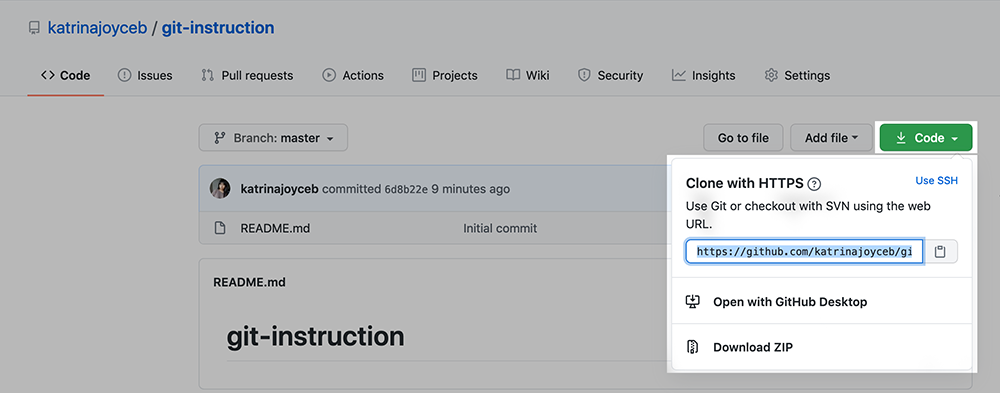 katrinajoyceb / git-instruction
Code Issues Pull requests Actions Projects Wiki Security Insights Settings
Branch: master Go to file Add file Code
katrinajoyceb committed 6d8b22e 9 minutes ago
README.md Initial commit
Clone with HTTPS ? Use SSH
Use Git or checkout with SVN using the web
URL.
https://github.com/katrinajoyceb/gi
Open with GitHub Desktop
Download ZIP
README.md
git-instruction